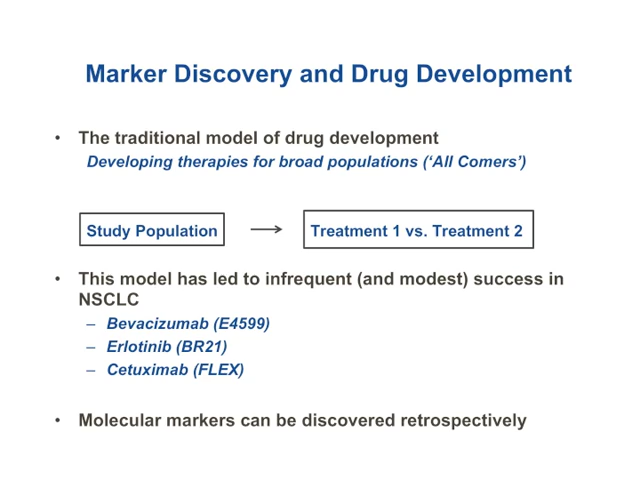 Marker Discovery and Drug Development
• The traditional model of drug development
Developing therapies for broad populations (‘All Comers’)
Study Population → Treatment 1 vs. Treatment 2
• This model has led to infrequent (and modest) success in
NSCLC
– Bevacizumab (E4599)
– Erlotinib (BR21)
– Cetuximab (FLEX)
• Molecular markers can be discovered retrospectively